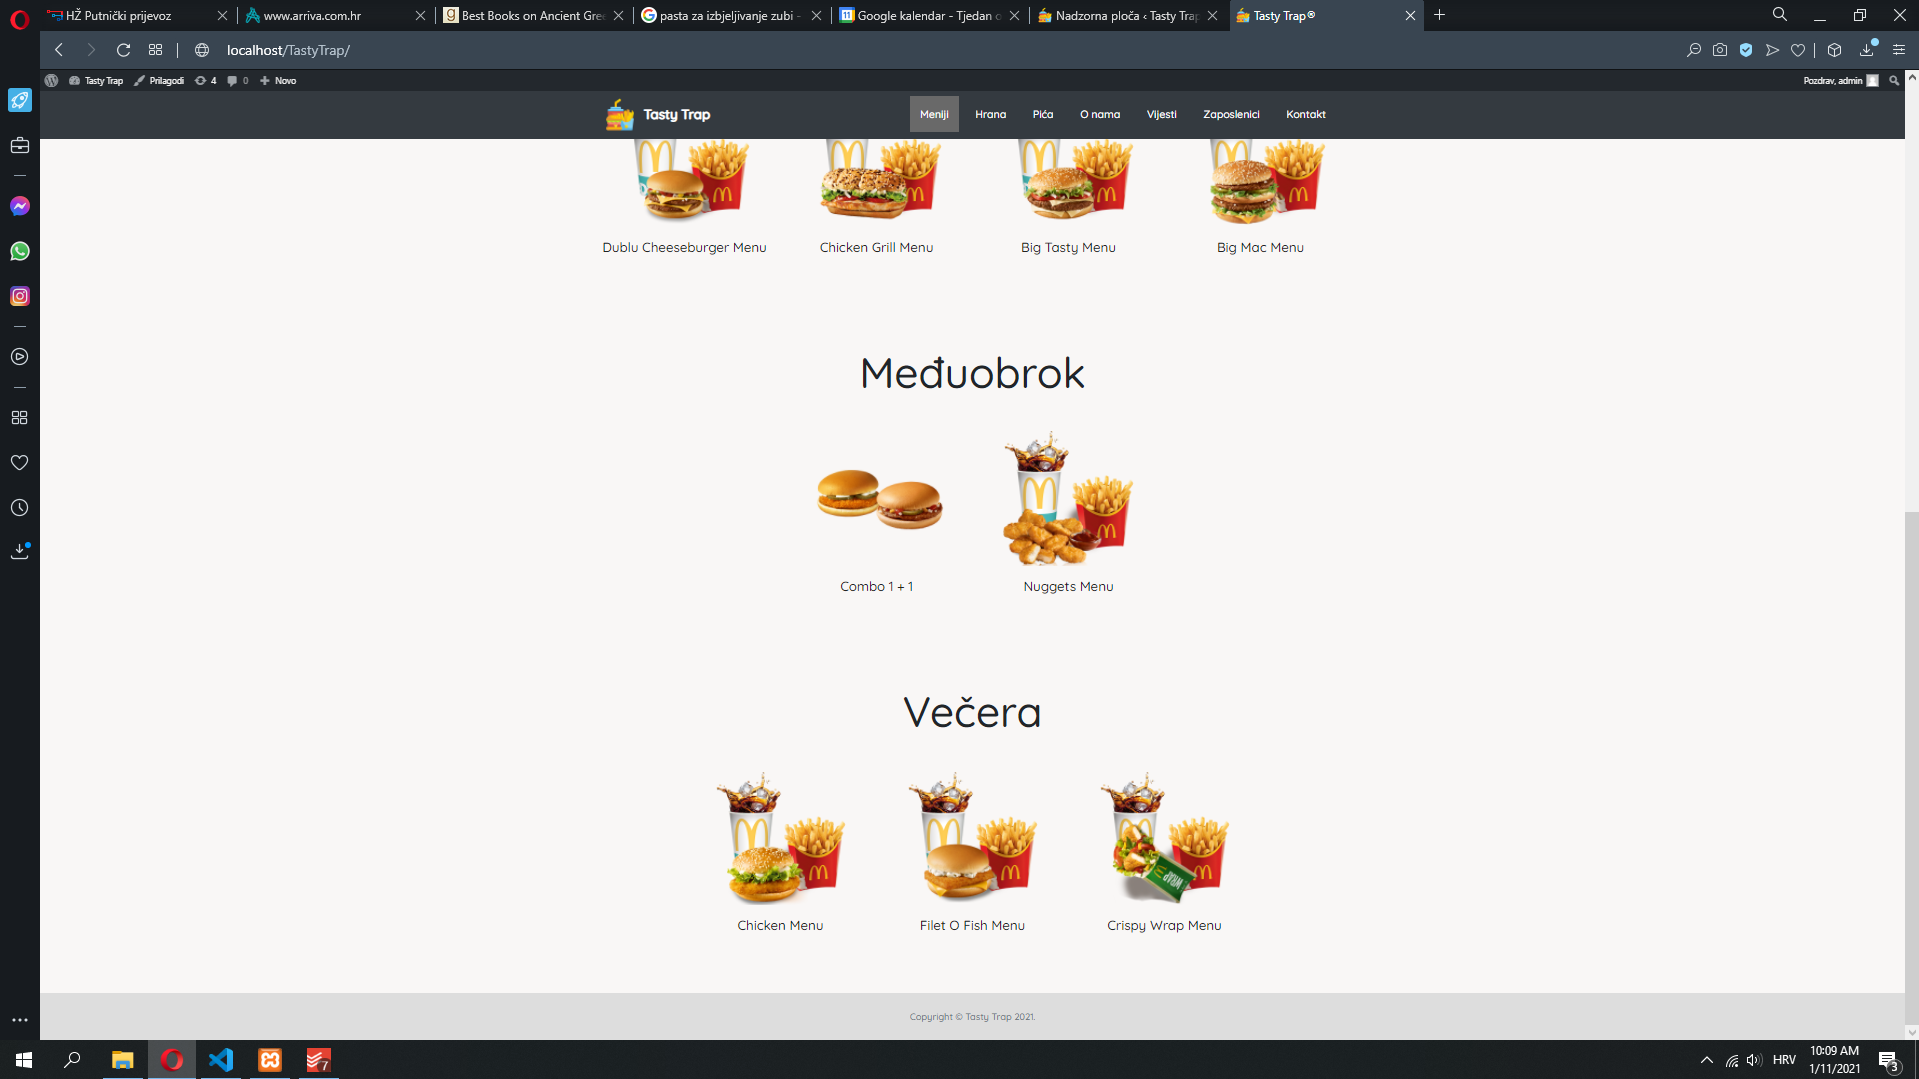 HŽ Putnički prijevoz
www.arriva.com.hr
Best Books on Ancient Gre
pasta za izbjeljivanje zubi -
Google kalendar - Tjedan o
Nadzorna ploča ‹ Tasty Trap
Tasty Trap®
localhost/TastyTrap/
Tasty Trap
Prilagodi
4
0
Novo
Pozdrav, admin
Tasty Trap
Meniji
Hrana
Pića
O nama
Vijesti
Zaposlenici
Kontakt
Dublu Cheeseburger Menu
Chicken Grill Menu
Big Tasty Menu
Big Mac Menu
Međuobrok
Combo 1 + 1
Nuggets Menu
Večera
WRAP
Chicken Menu
Filet O Fish Menu
Crispy Wrap Menu
Copyright © Tasty Trap 2021.
7
HRV
10:09 AM
1/11/2021
3